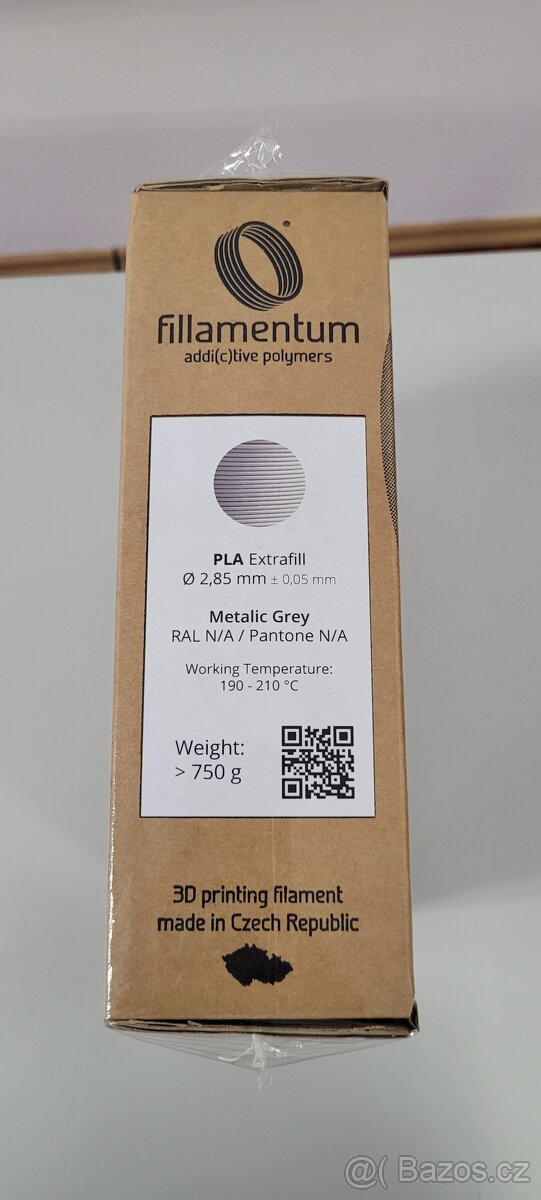 ®
fillamentum
addi(c)tive polymers
PLA Extrafill
Ø 2,85 mm ± 0,05 mm
Metalic Grey
RAL N/A / Pantone N/A
Working Temperature:
190 - 210 °C
Weight:
> 750 g
3D printing filament
made in Czech Republic
@( Bazos.cz